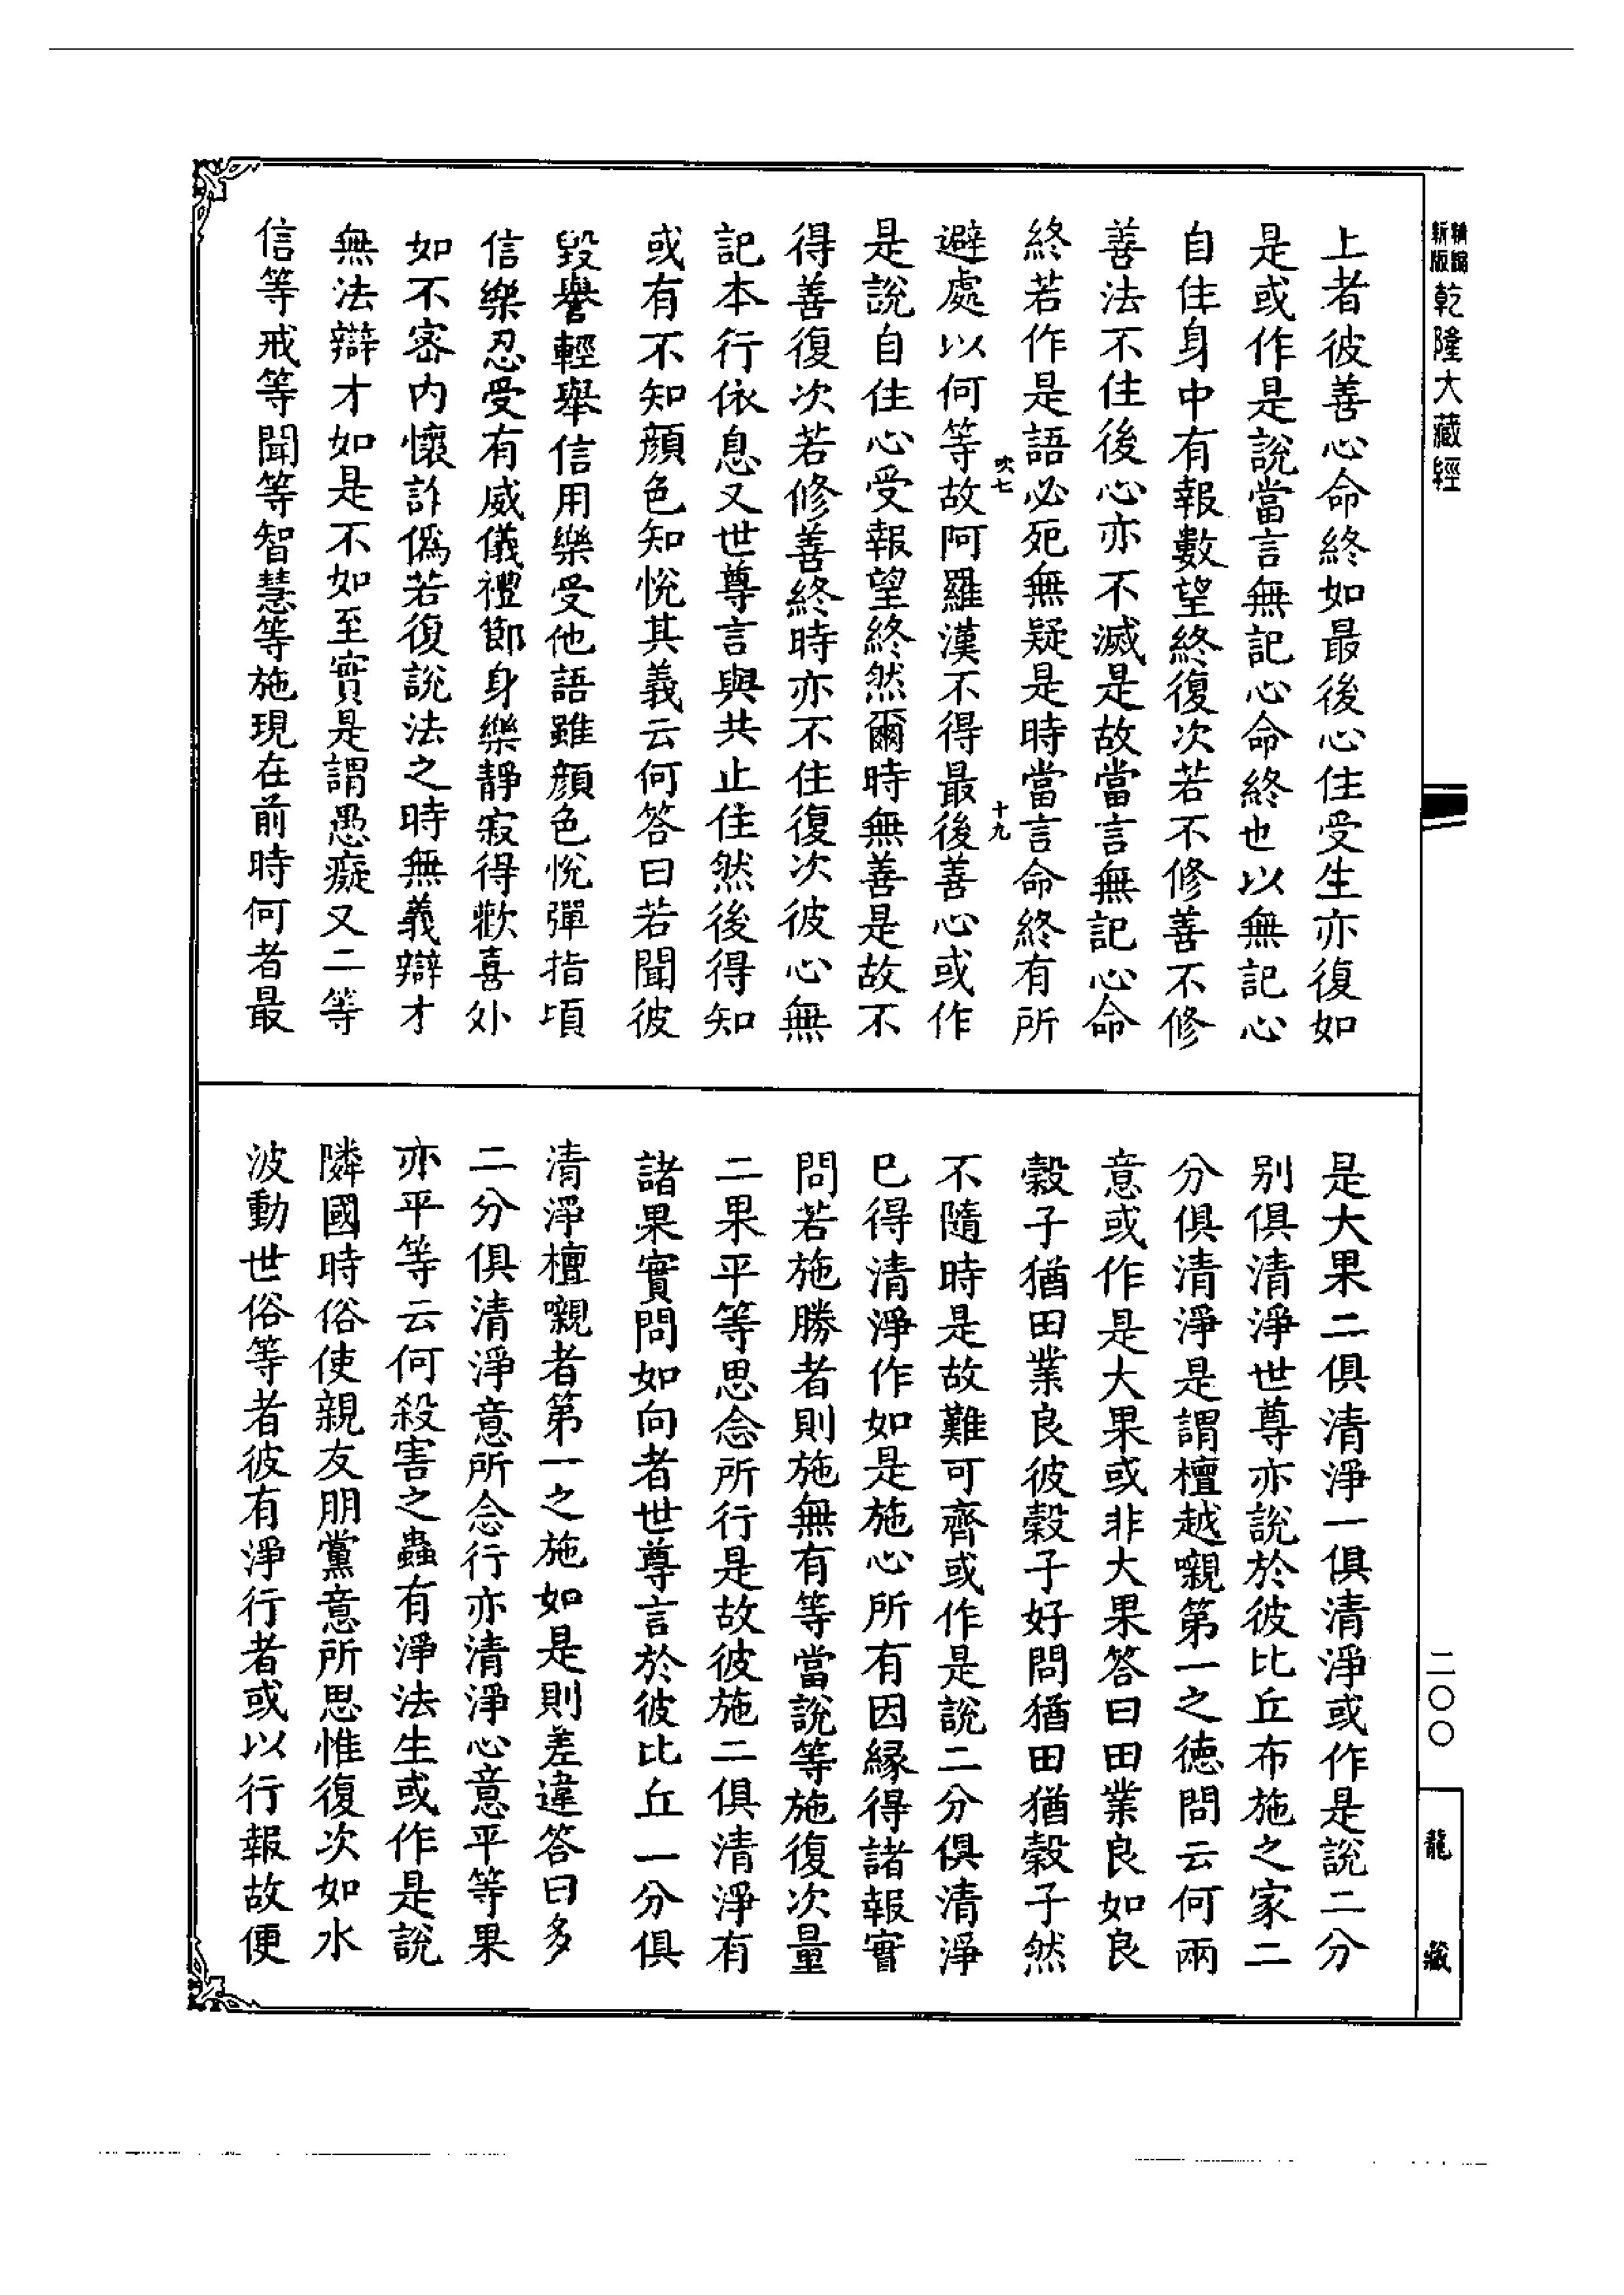 新編
新版
乾隆大藏經
上者彼善心命終如最後心住受生亦復如
是或作是說當言無記心命終也以無記心
自住身中有報數望終復次若不修善不修
善法不住後心亦不滅是故當言無記心命
終若作是語必死無疑是時當言命終有所
十九
避處以何等故阿羅漢不得最後善心或作
是說自住心受報望終然爾時無善是故不
得善復次若修善終時亦不住復次彼心無
記本行依息又世尊言與共止住然後得知
或有不知顏色知悅其義云何答曰若聞彼
毀譽輕舉信用樂受他語雖顏色悅彈指頃
信樂忍受有威儀禮節身樂靜寂得歡喜外
如不密內懷詐偽若復說法之時無義辯才
無法辯才如是不如至實是謂愚癡又二等
信等戒等聞等智慧等施現在前時何者最
是大果二俱清淨一俱清淨或作是說二分
別俱清淨世尊亦說於彼比丘布施之家二
分俱清淨是謂檀越嚫第一之德問云何兩
意或作是大果或非大果答曰田業良如良
穀子猶田業良彼穀子好問猶田猶穀子然
不隨時是故難可齊或作是說二分俱清淨
已得清淨作如是施心所有因緣得諸報實
問若施勝者則施無有等當說等施復次量
二果平等思念所行是故彼施二俱清淨有
諸果實問如向者世尊言於彼比丘一分俱
清淨檀嚫者第一之施如是則差違答曰多
二分俱清淨意所念行亦清淨心意平等果
亦平等云何殺害之蟲有淨法生或作是說
隣國時俗使親友朋黨意所思惟復次如水
波動世俗等者彼有淨行者或以行報故便
二〇〇
龍藏